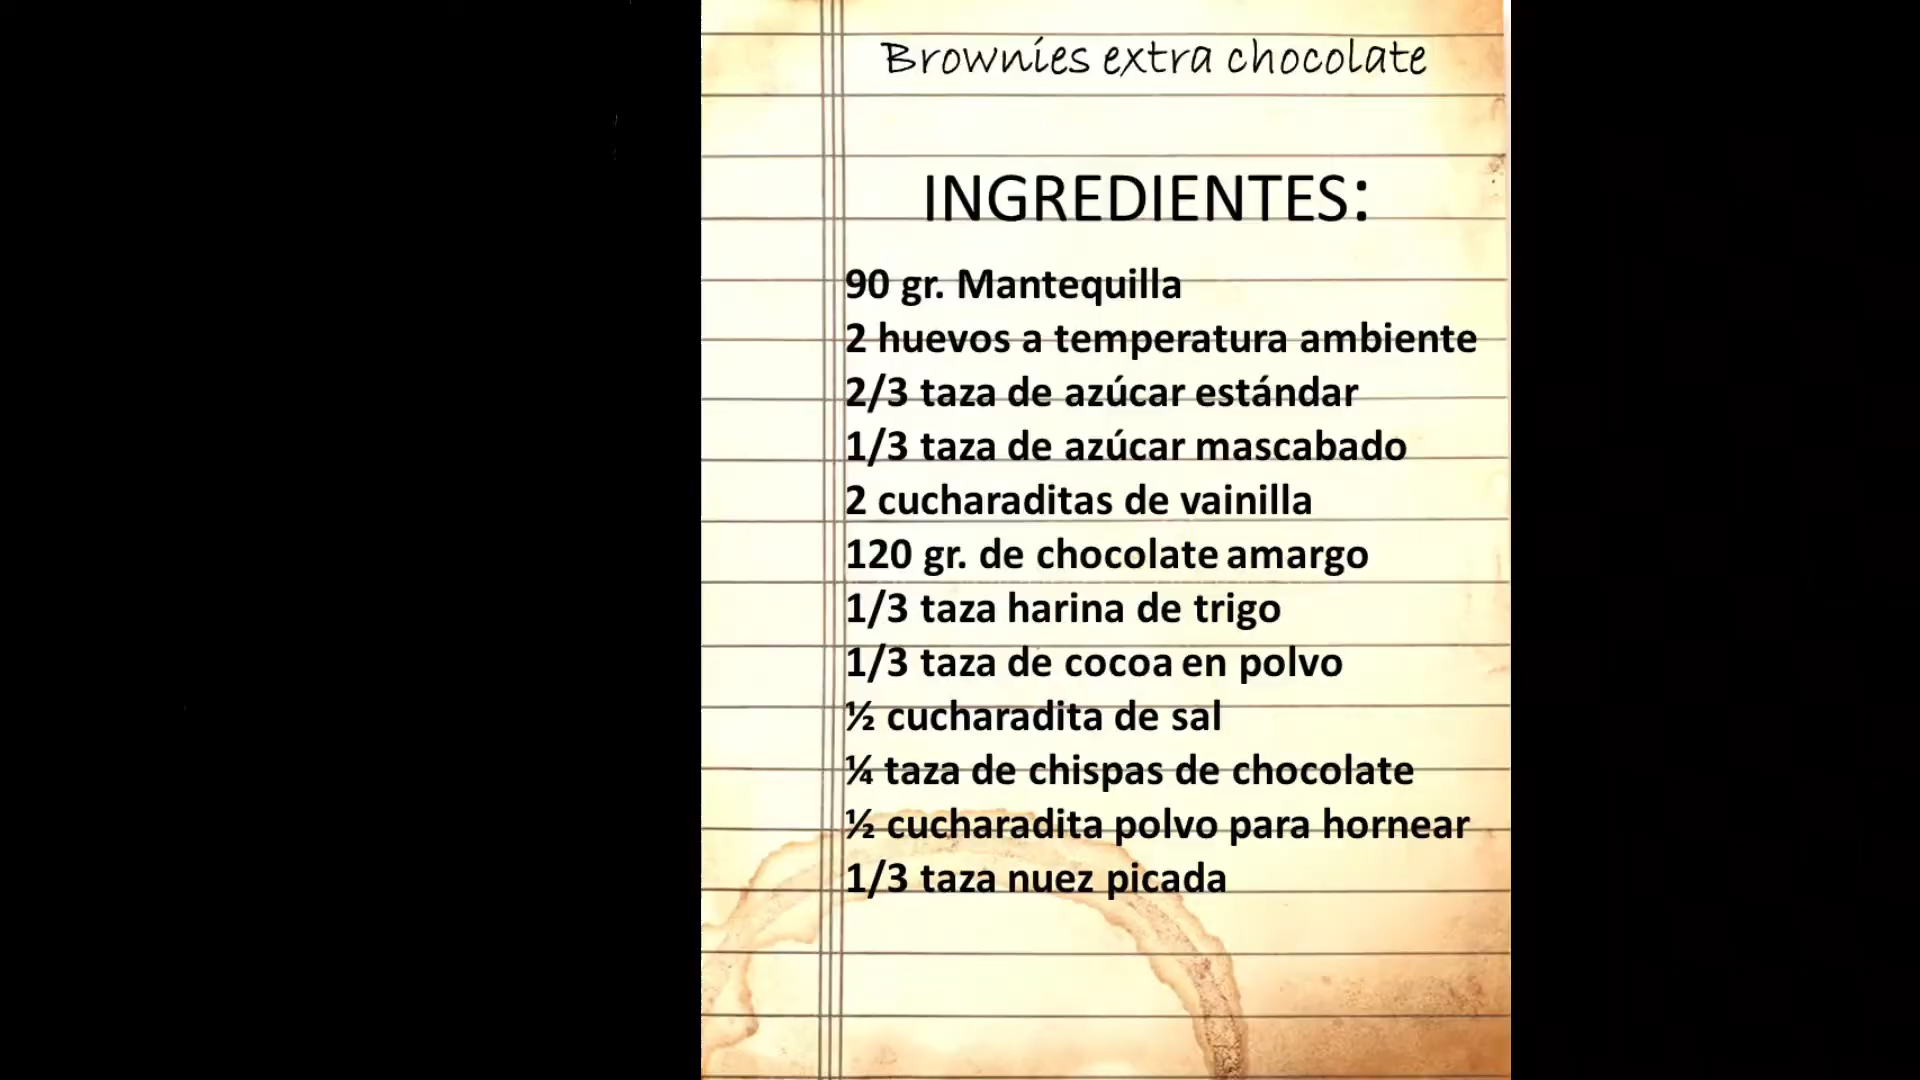 Brownies extra chocolate
INGREDIENTES:
90 gr. Mantequilla
2 huevos a temperatura ambiente
2/3 taza de azúcar estándar
1/3 taza de azúcar mascabado
2 cucharaditas de vainilla
120 gr. de chocolate amargo
1/3 taza harina de trigo
1/3 taza de cocoa en polvo
½ cucharadita de sal
¼ taza de chispas de chocolate
½ cucharadita polvo para hornear
1/3 taza nuez picada